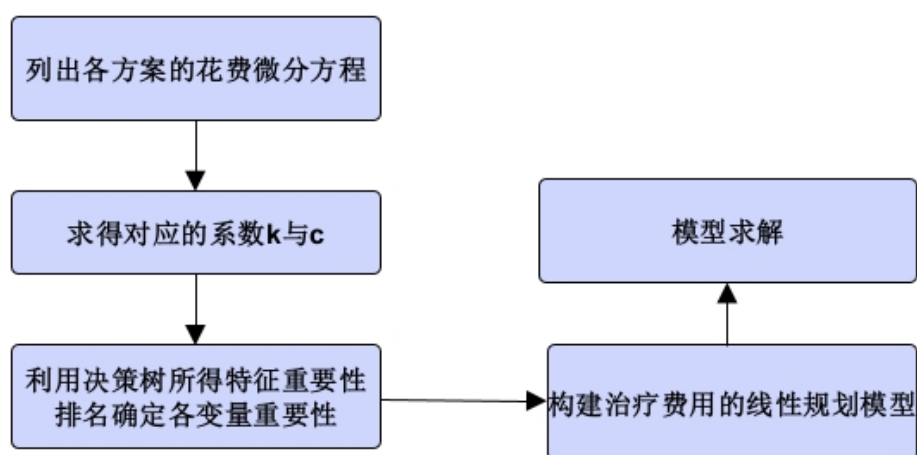 列出各方案的花费微分方程
求得对应的系数k与c
利用决策树所得特征重要性
排名确定各变量重要性
构建治疗费用的线性规划模型
模型求解